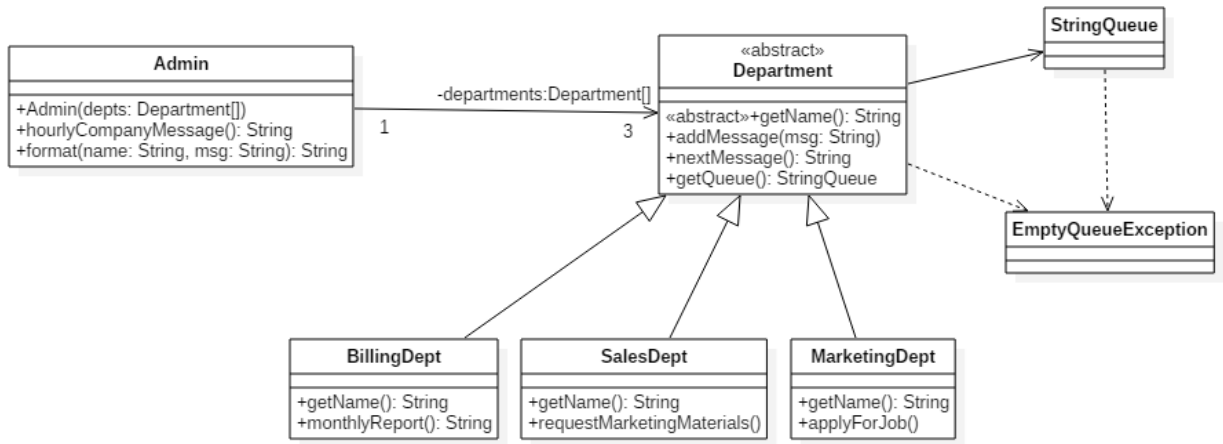 Admin
+Admin(depts: Department[])
+hourlyCompanyMessage(): String
+format(name: String, msg: String): String
-departments:Department[]
1
3
«abstract»
Department
«abstract»+getName(): String
+addMessage(msg: String)
+nextMessage(): String
+getQueue(): StringQueue
StringQueue
EmptyQueueException
BillingDept
+getName(): String
+monthlyReport(): String
SalesDept
+getName(): String
+requestMarketingMaterials()
MarketingDept
+getName(): String
+applyForJob()